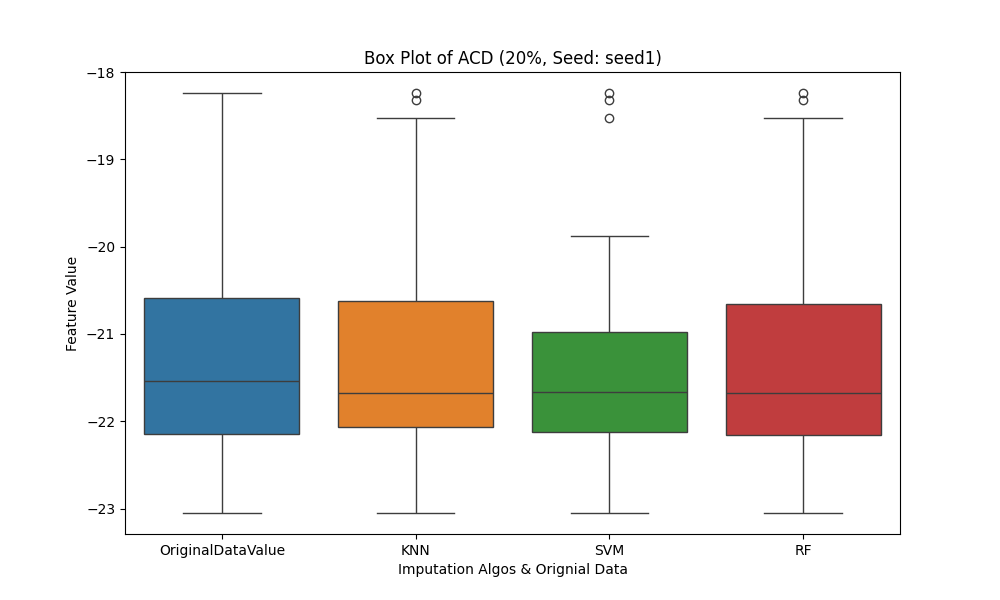 Box Plot of ACD (20%, Seed: seed1)
−18
−19
−20
−21
−22
−23
Feature Value
OriginalDataValue KNN SVM RF
Imputation Algos & Orignial Data